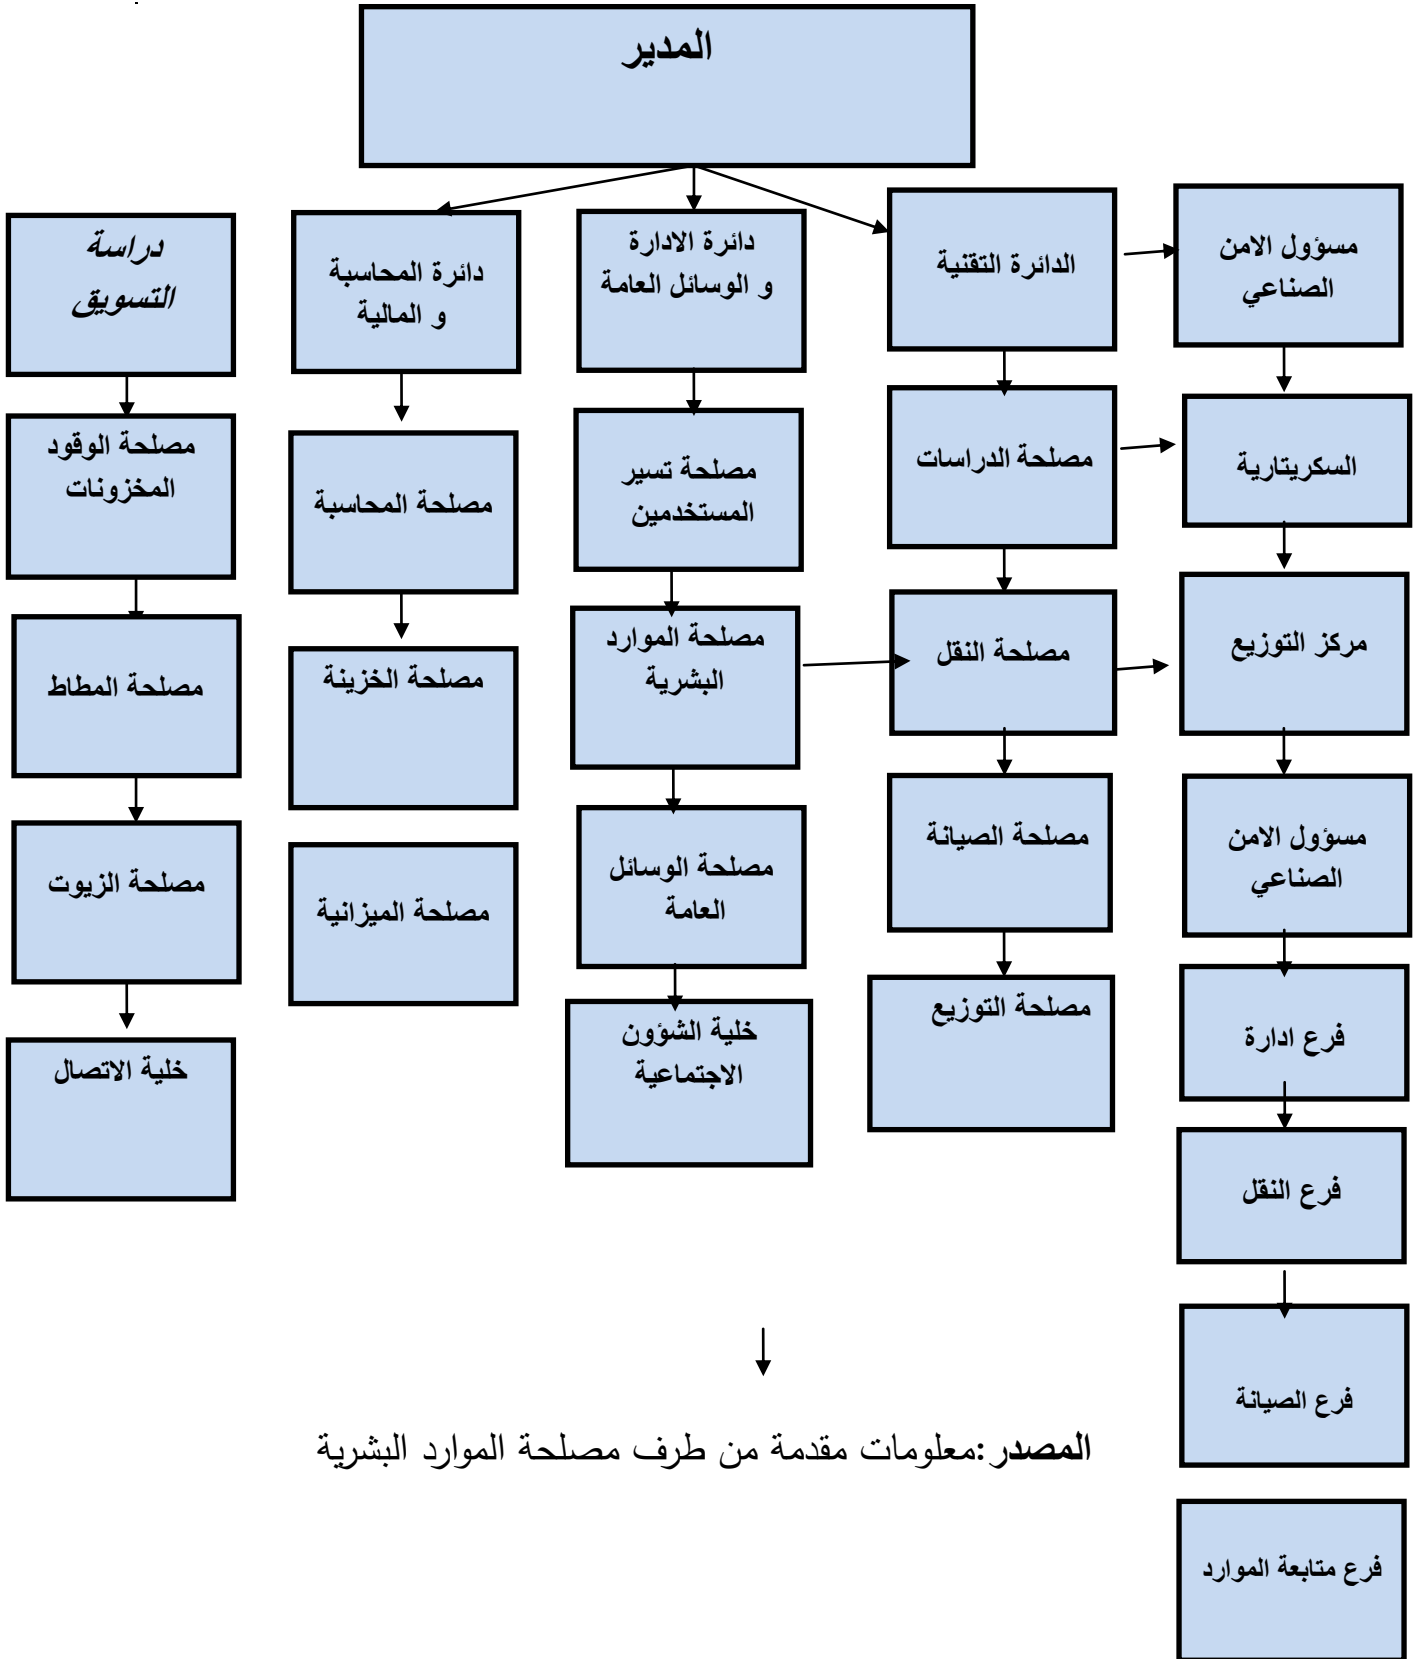 المدير
مسؤول الامن
الصناعي
الدائرة التقنية
دائرة الادارة
و الوسائل العامة
دائرة المحاسبة
و المالية
دراسة
التسويق
السكريتارية
مصلحة الدراسات
مصلحة تسير
المستخدمين
مصلحة المحاسبة
مصلحة الوقود
المخزونات
مركز التوزيع
مصلحة النقل
مصلحة الموارد
البشرية
مصلحة الخزينة
مصلحة المطاط
مسؤول الامن
الصناعي
مصلحة الصيانة
مصلحة الوسائل
العامة
مصلحة الميزانية
مصلحة الزيوت
فرع ادارة
مصلحة التوزيع
خلية الشؤون
الاجتماعية
خلية الاتصال
فرع النقل
فرع الصيانة
المصدر:معلومات مقدمة من طرف مصلحة الموارد البشرية
فرع متابعة الموارد